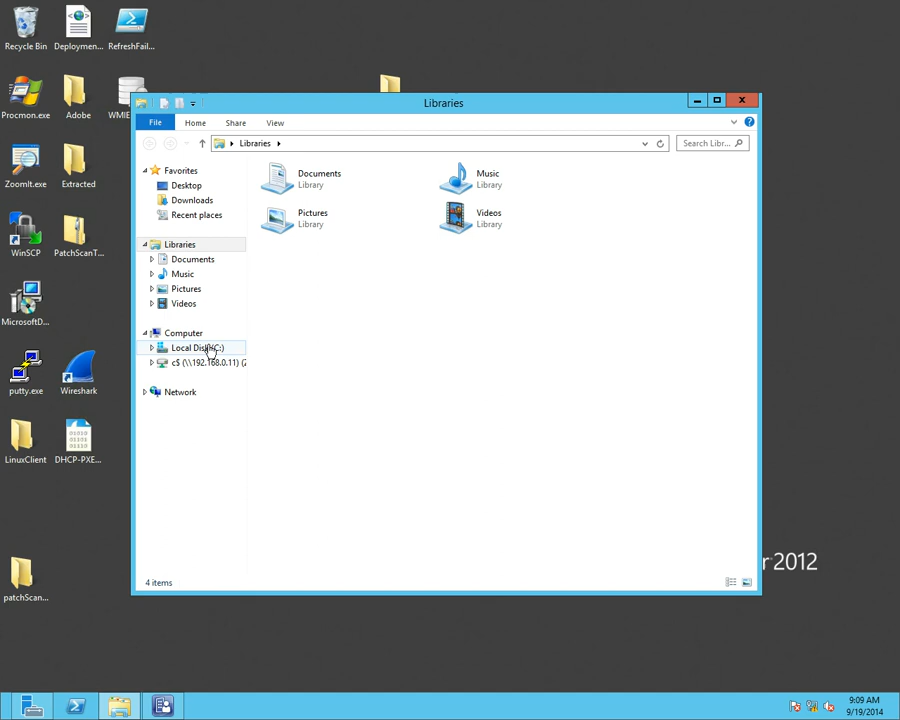 Recycle Bin
Deploymen...
RefreshFail...
Procmon.exe
Adobe
WMIE
ZoomIt.exe
Extracted
WinSCP
PatchScanT...
MicrosoftD...
putty.exe
Wireshark
LinuxClient
DHCP-PXE...
patchScan...
Libraries
File
Home
Share
View
Libraries
Search Libr...
Favorites
Desktop
Downloads
Recent places
Libraries
Documents
Music
Pictures
Videos
Computer
Local Disk (C:)
c$ (\\192.168.0.11) (Z
Network
Documents
Library
Music
Library
Pictures
Library
Videos
Library
4 items
r 2012
9:09 AM
9/19/2014